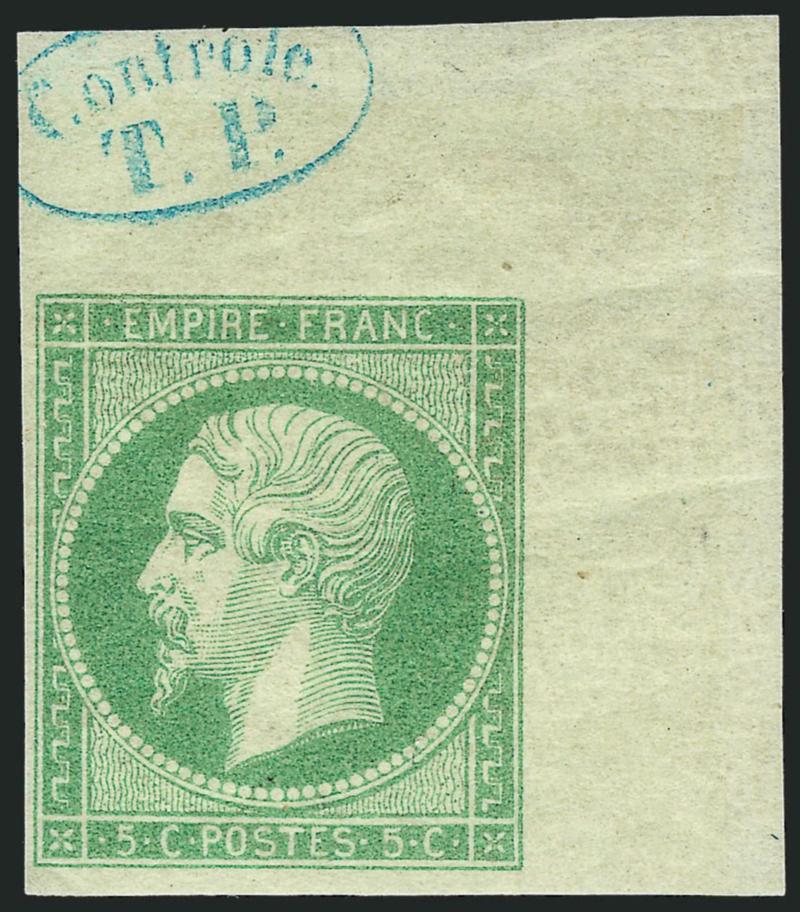 Controle
T. P.
· EMPIRE · FRANC ·
· 5 · C · POSTES · 5 · C ·